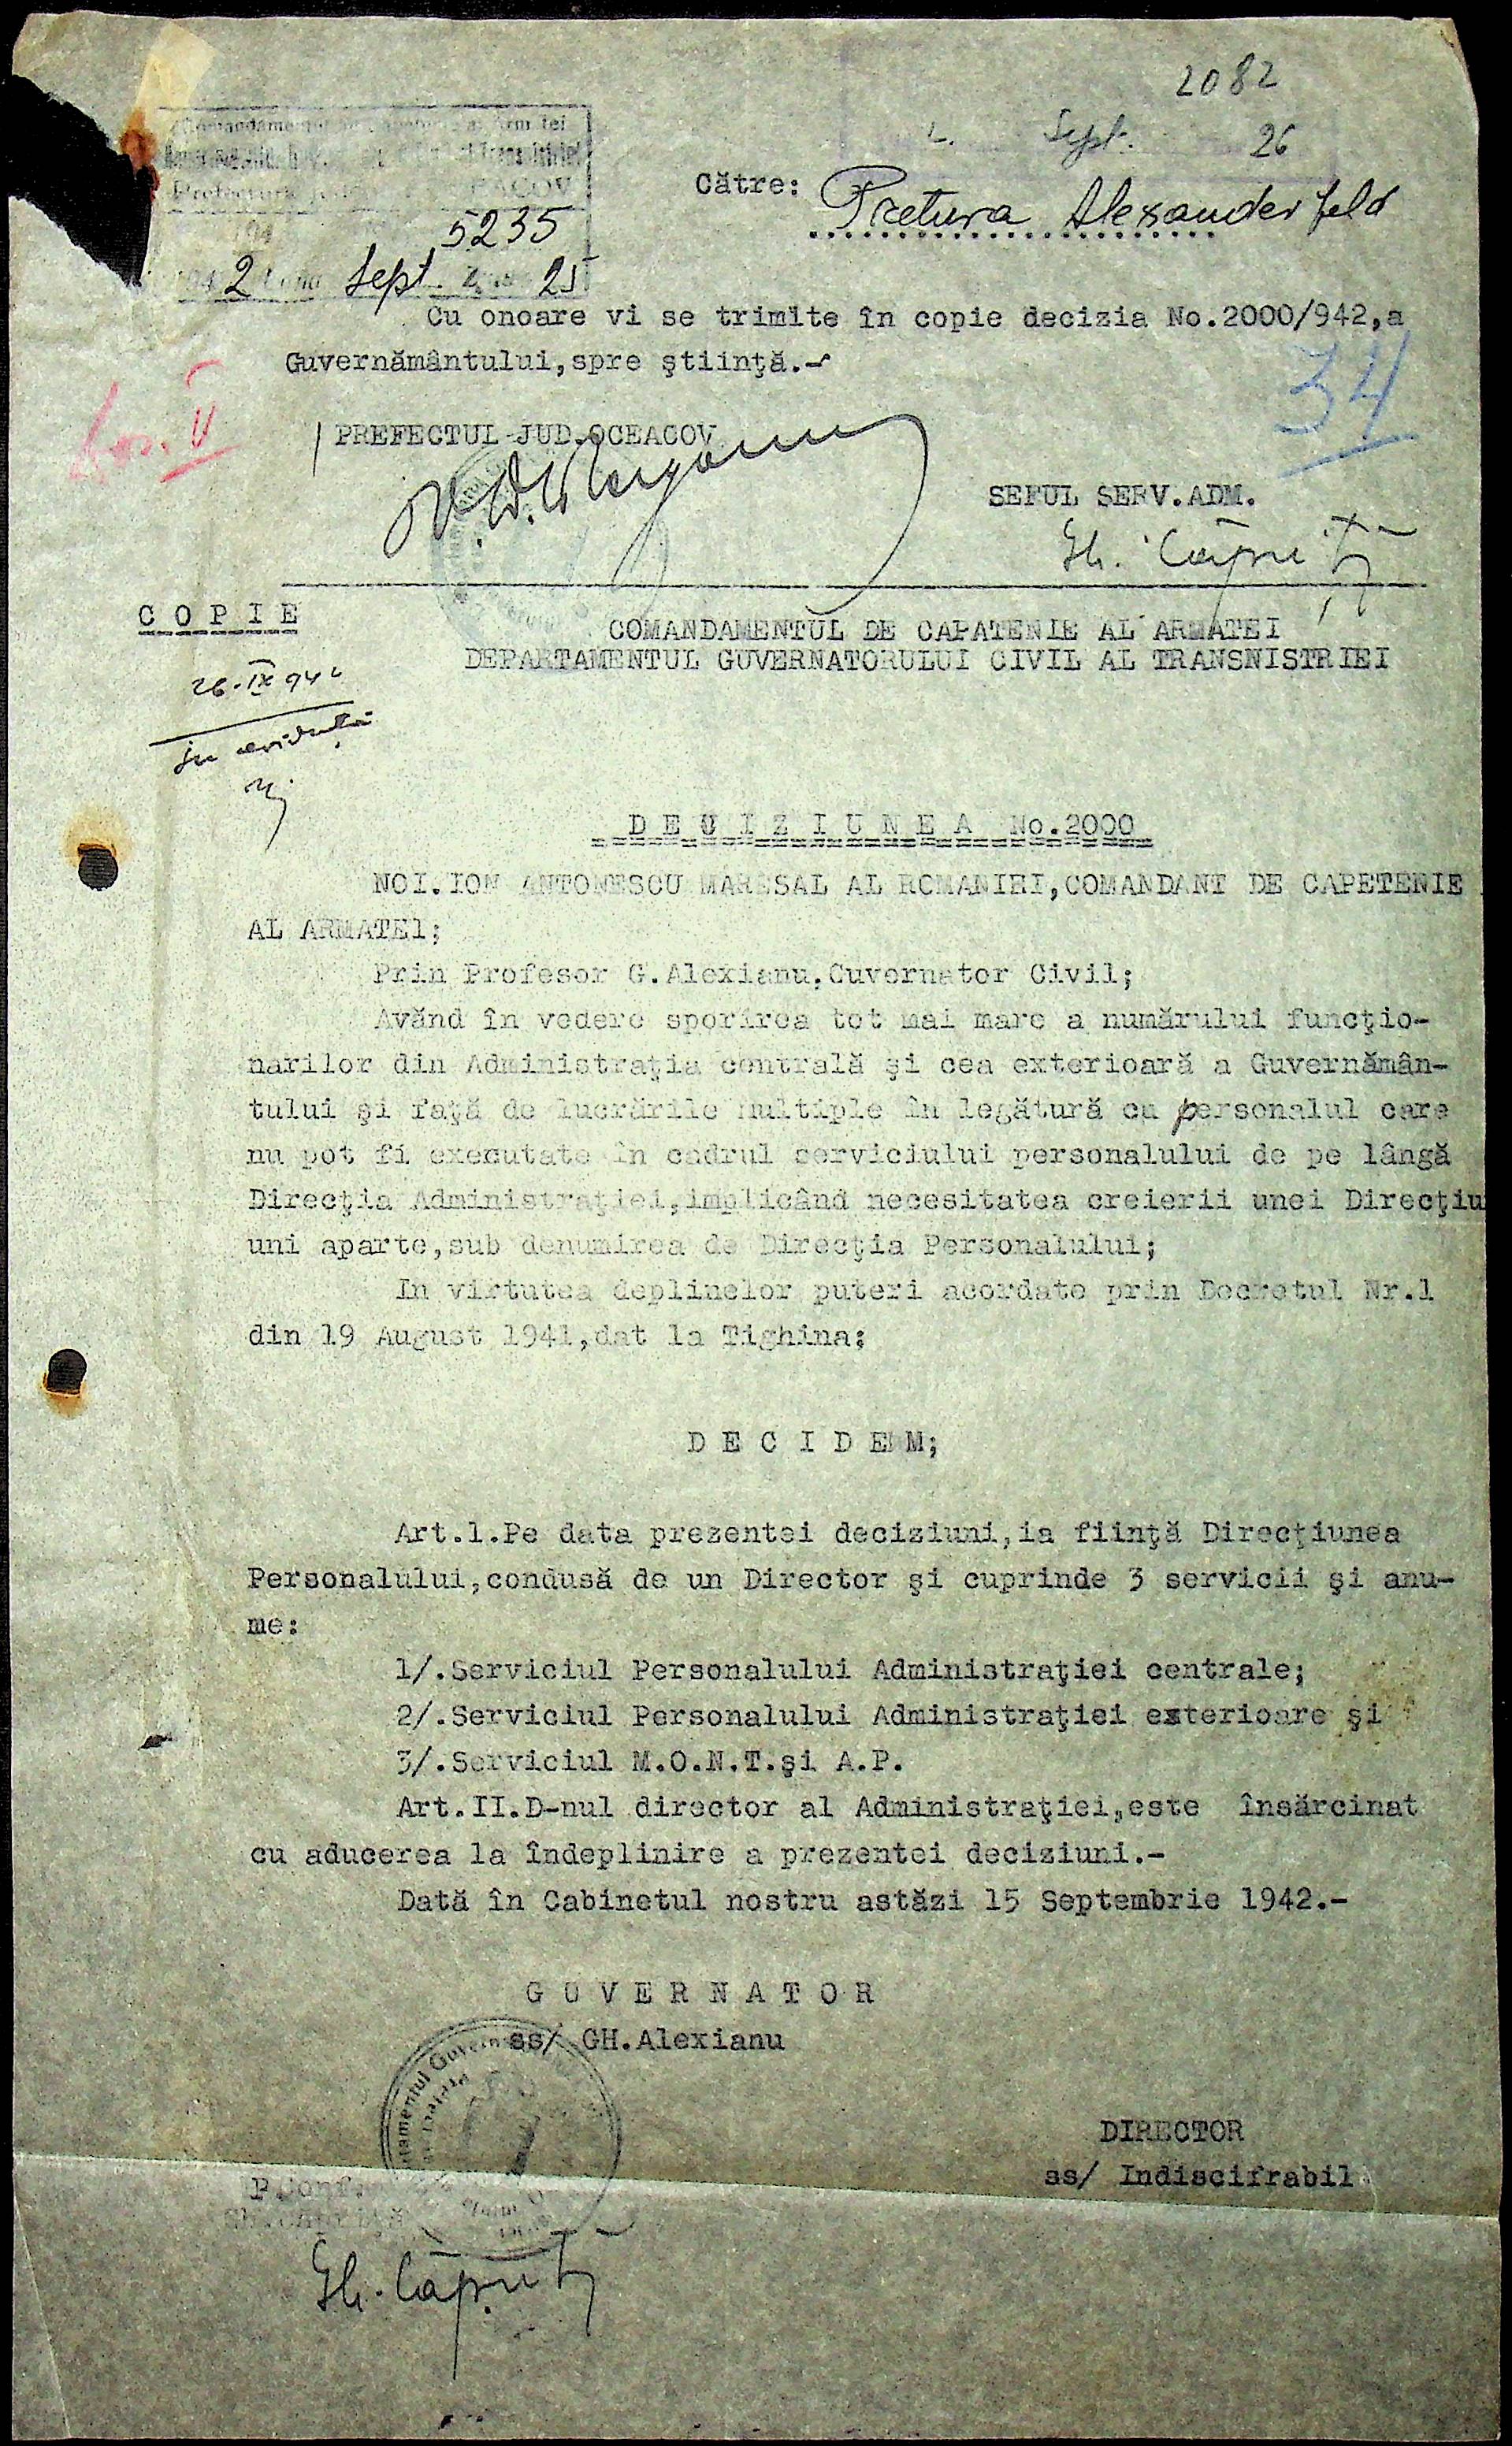 2082
Sept. 26
Prefectura
5235
2 Sept. 25
Către: Pretura Alexanderfeld
Cu onoare vi se trimite în copie decizia No.2000/942,a
Guvernământului,spre ştiinţă.-
34
PREFECTUL JUD.OCEACOV
SEFUL SERV.ADM.
Gh. Căpriţă
C O P I E
COMANDAMENTUL DE CAPATENIE AL ARMATEI
DEPARTAMENTUL GUVERNATORULUI CIVIL AL TRANSNISTRIEI
26-IX 942
D E C I Z I U N E A No.2000
NOI.ION ANTONESCU MARESAL AL ROMANIEI,COMANDANT DE CAPETENIE
AL ARMATEI;
Prin Profesor G.Alexianu.Cuvernator Civil;
Având în vedere sporirea tot mai mare a numărului funcţio-
narilor din Administraţia centrală şi cea exterioară a Guvernămân-
tului şi faţă de lucrările multiple în legătură cu personalul care
nu pot fi executate în cadrul serviciului personalului de pe lângă
Direcţia Administraţiei,implicând necesitatea creierii unei Direcţiu
uni aparte,sub denumirea de Direcţia Personalului;
In virtutea deplinelor puteri acordate prin Decretul Nr.1
din 19 August 1941,dat la Tighina;
D E C I D E M;
Art.1.Pe data prezentei deciziuni,ia fiinţă Direcţiunea
Personalului,condusă de un Director şi cuprinde 3 servicii şi anu-
me:
1/.Serviciul Personalului Administraţiei centrale;
2/.Serviciul Personalului Administraţiei exterioare şi
3/.Serviciul M.O.N.T.şi A.P.
Art.II.D-nul director al Administraţiei,este însărcinat
cu aducerea la îndeplinire a prezentei deciziuni.-
Dată în Cabinetul nostru astăzi 15 Septembrie 1942.-
G U V E R N A T O R
ss/ GH.Alexianu
DIRECTOR
ss/ Indiscifrabil
P.Conf.
Gh. Căpriţă